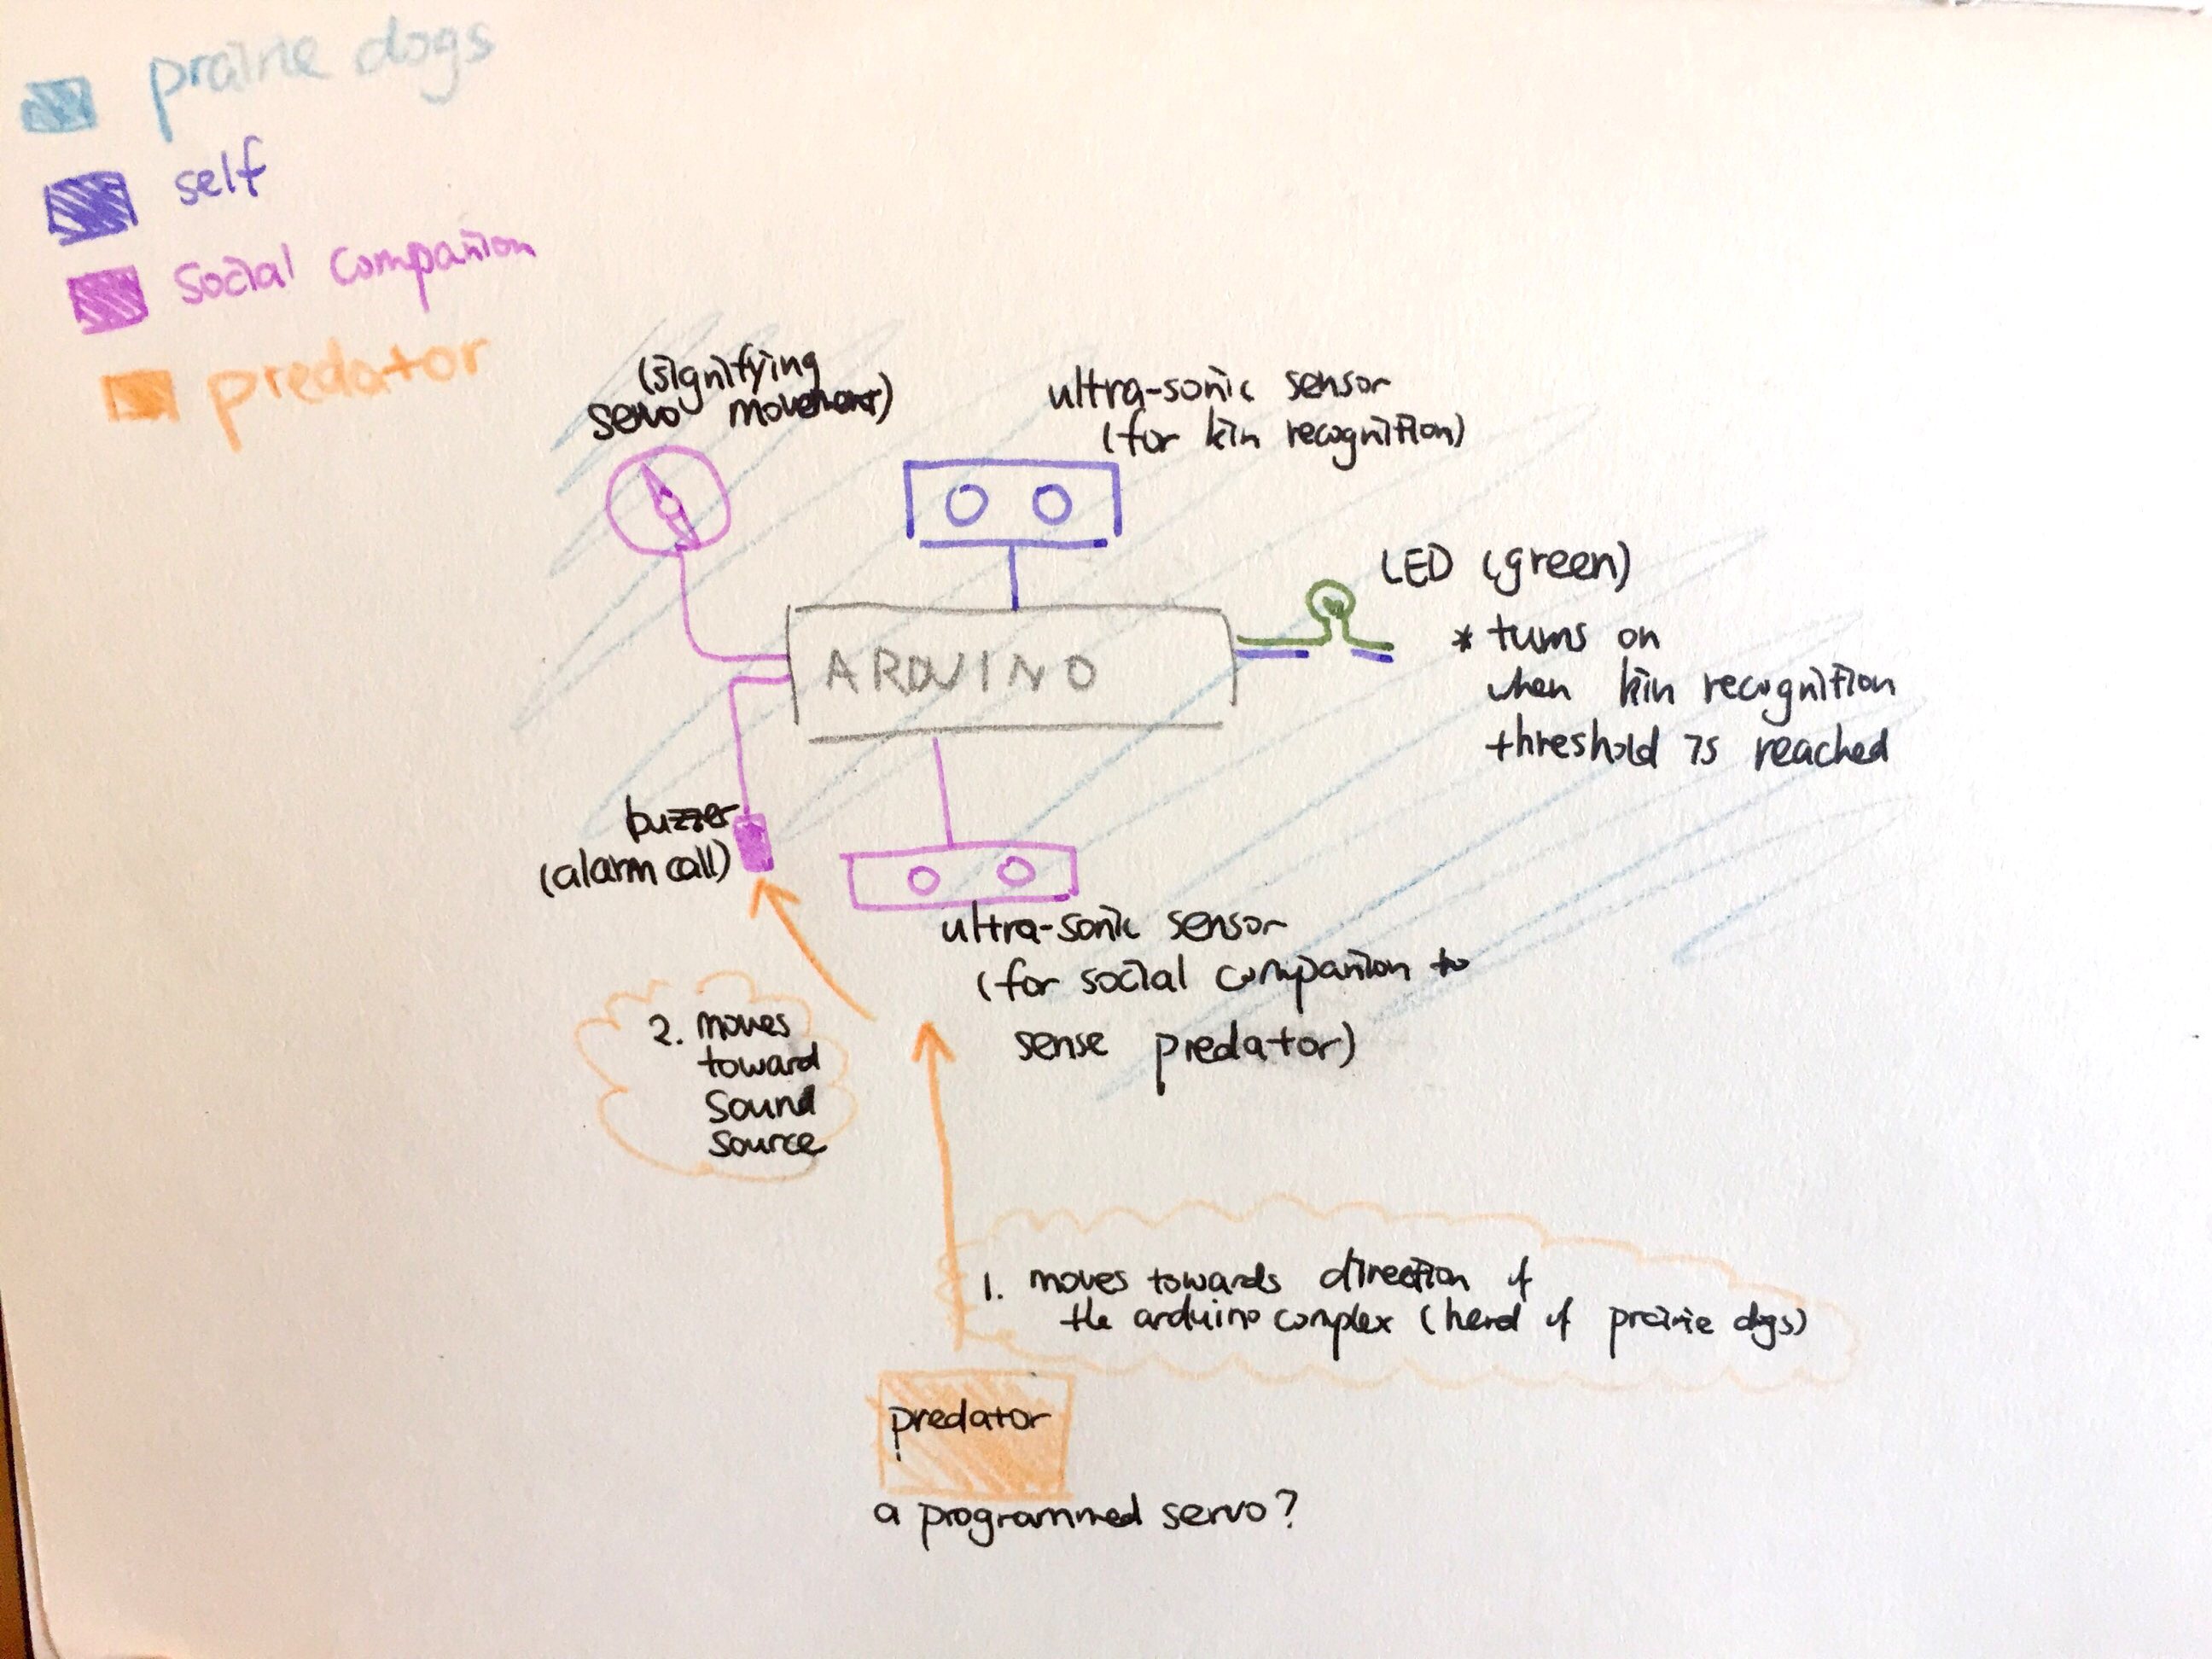 prairie dogs
self
social companion
predator
(signifying
servo movement)
ultra-sonic sensor
(for kin recognition)
LED (green)
* turns on
when kin recognition
threshold is reached
ARDUINO
buzzer
(alarm call)
ultra-sonic sensor
(for social companion to
sense predator)
2. moves
toward
sound
source
1. moves towards direction of
the arduino complex (herd of prairie dogs)
predator
a programmed servo?